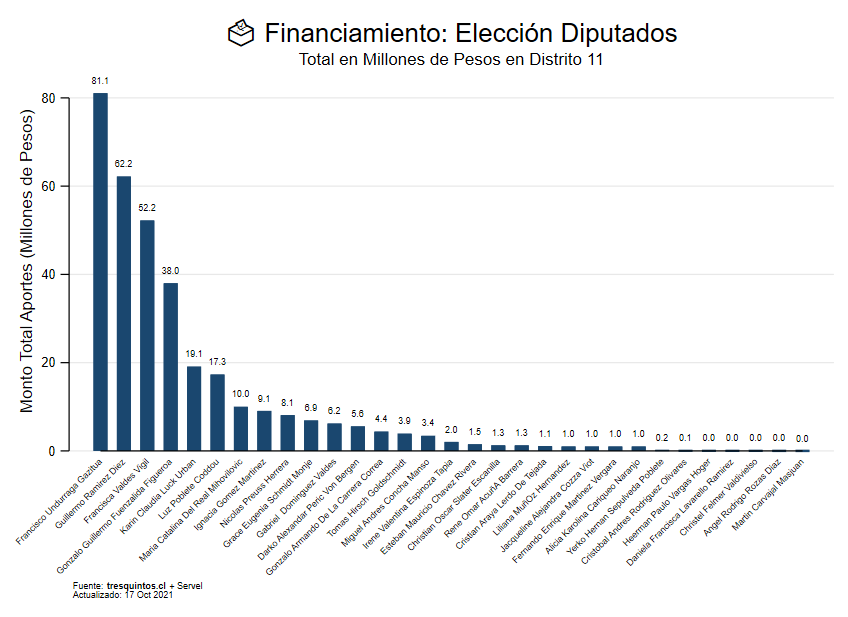 Financiamiento: Elección Diputados
Total en Millones de Pesos en Distrito 11
Monto Total Aportes (Millones de Pesos)
80
60
40
20
0
81.1
62.2
52.2
38.0
19.1
17.3
10.0
9.1
8.1
6.9
6.2
5.6
4.4
3.9
3.4
2.0
1.5
1.3
1.3
1.1
1.0
1.0
1.0
1.0
0.2
0.1
0.0
0.0
0.0
0.0
0.0
Francisco Undurraga Gazitua
Guillermo Ramirez Diez
Francisca Valdes Vigil
Gonzalo Guillermo Fuenzalida Figueroa
Karin Claudia Luck Urban
Luz Poblete Coddou
Maria Catalina Del Real Mihovilovic
Ignacia Gomez Martinez
Nicolas Preuss Herrera
Grace Eugenia Schmidt Monje
Gabriel Dominguez Valdes
Darko Alexandar Peric Von Bergen
Gonzalo Armando De La Carrera Correa
Tomas Hirsch Goldschmidt
Miguel Andres Concha Manso
Irene Valentina Espinoza Tapia
Esteban Mauricio Chavez Rivera
Christian Oscar Slater Escanilla
Rene Omar AcuñA Barrera
Cristian Araya Lerdo De Tejada
Liliana MuñOz Hernandez
Jacqueline Alejandra Cozza Viot
Fernando Enrique Martinez Vergara
Alicia Karolina Cariqueo Naranjo
Yerko Hernan Sepulveda Poblete
Cristobal Andres Rodriguez Olivares
Heerman Paulo Vargas Hoger
Daniela Francisca Lavarello Ramirez
Christel Felmer Valdivielso
Angel Rodrigo Rozas Diaz
Martin Carvajal Masjuan
Fuente: tresquintos.cl + Servel
Actualizado: 17 Oct 2021